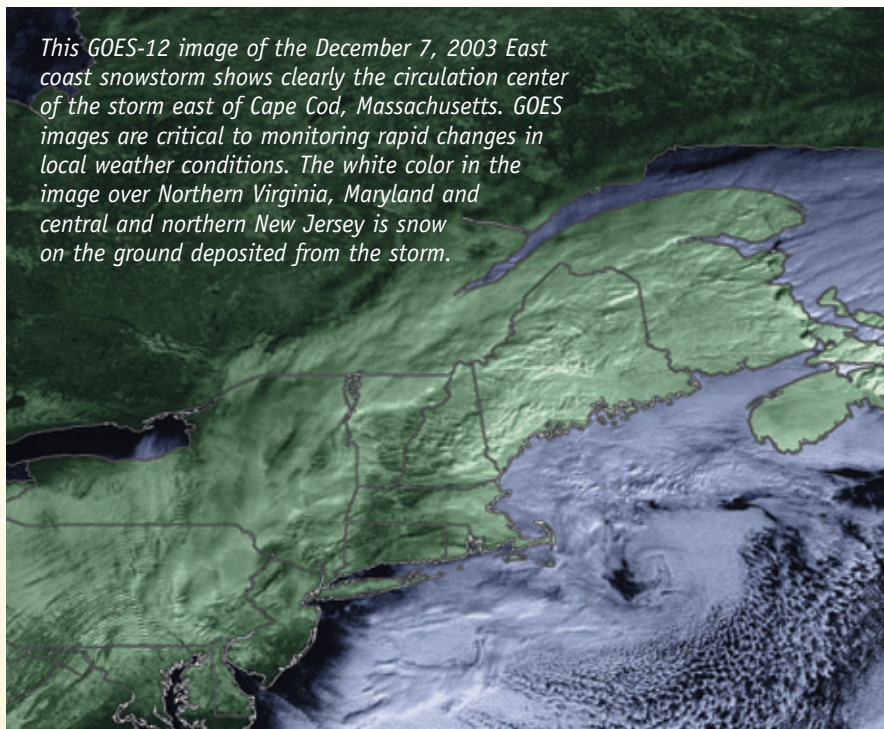 This GOES-12 image of the December 7, 2003 East
coast snowstorm shows clearly the circulation center
of the storm east of Cape Cod, Massachusetts. GOES
images are critical to monitoring rapid changes in
local weather conditions. The white color in the
image over Northern Virginia, Maryland and
central and northern New Jersey is snow
on the ground deposited from the storm.